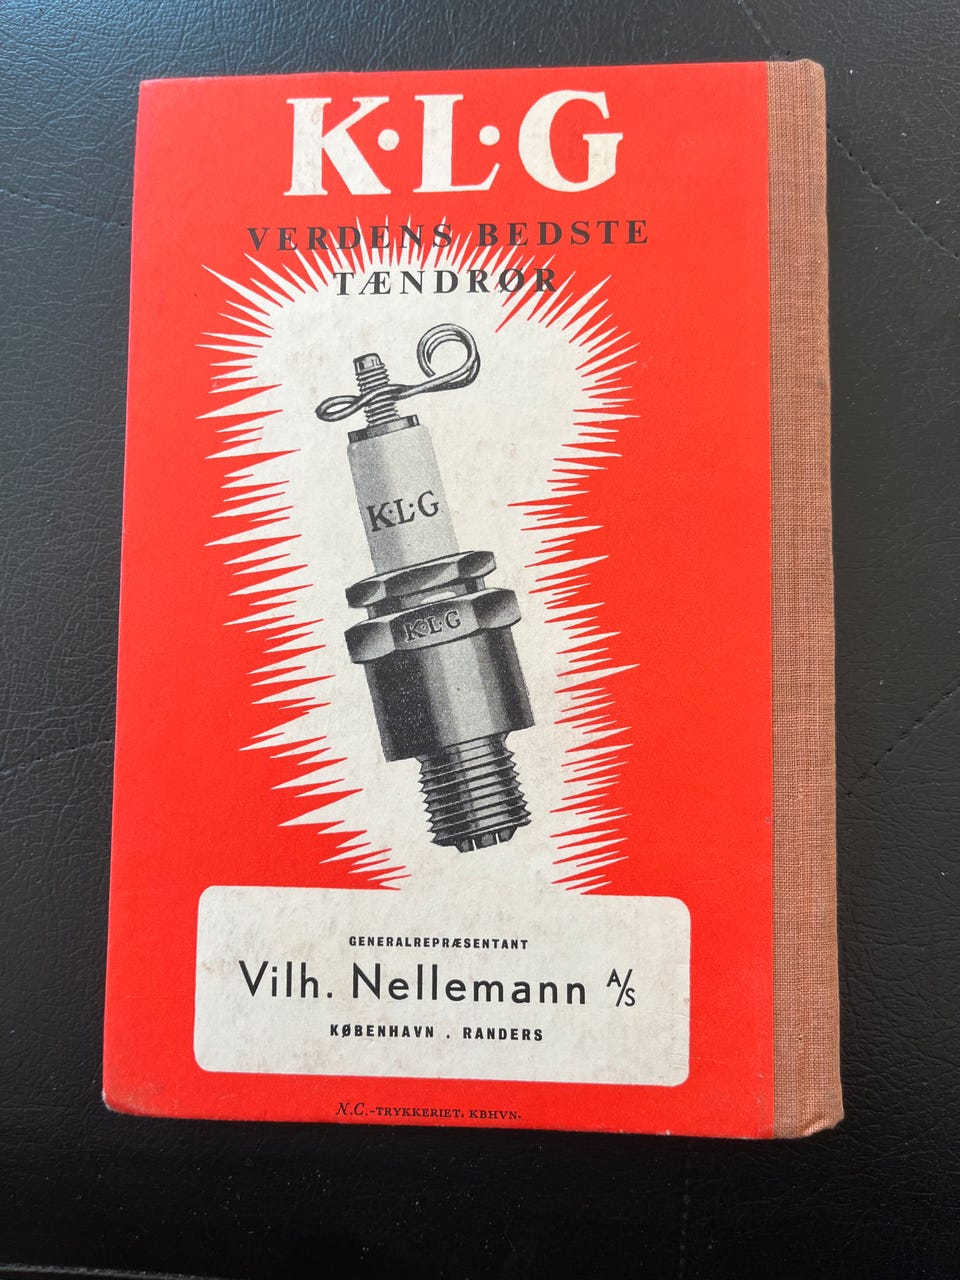 K·L·G
VERDENS BEDSTE
TÆNDRØR
K·L·G
K·L·G
GENERALREPRÆSENTANT
Vilh. Nellemann A/S
KØBENHAVN . RANDERS
N.C.-TRYKKERIET, KBHVN.